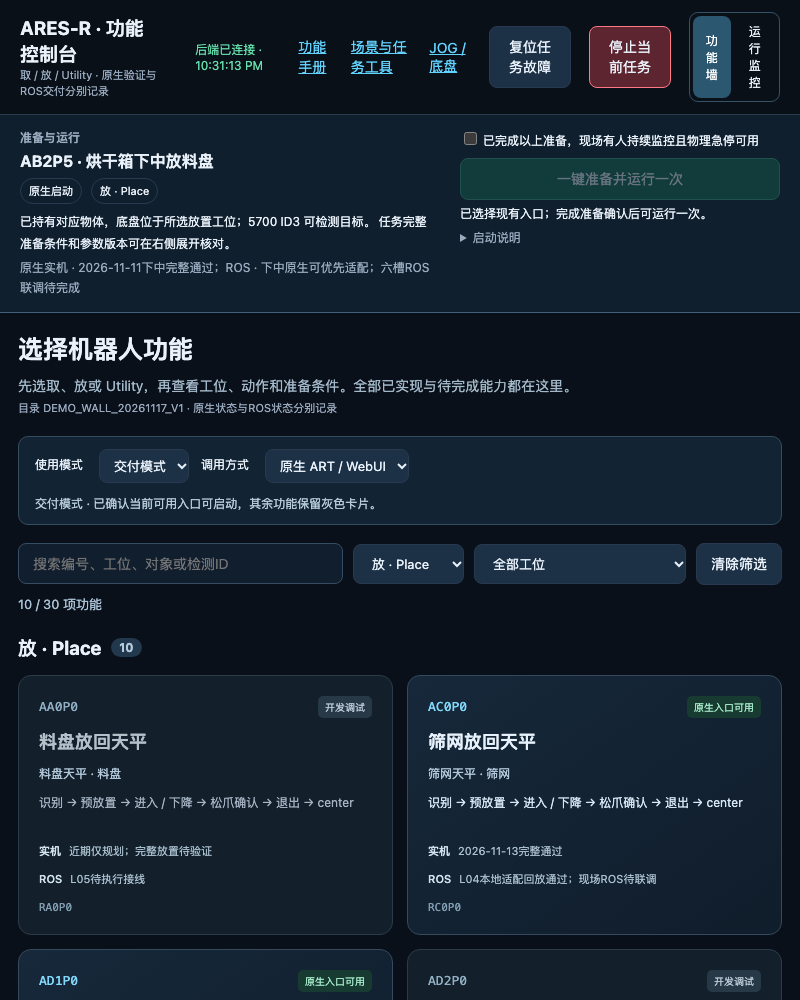 ARES-R · 功能
控制台
取 / 放 / Utility · 原生验证与
ROS交付分别记录
后端已连接 ·
10:31:13 PM
功能
手册
场景与任
务工具
JOG /
底盘
复位任
务故障
停止当
前任务
功
能
墙
运
行
监
控
准备与运行
AB2P5 · 烘干箱下中放料盘
原生启动
放 · Place
已持有对应物体，底盘位于所选放置工位；5700 ID3 可检测目标。 任务完整
准备条件和参数版本可在右侧展开核对。
原生实机 · 2026-11-11下中完整通过；ROS · 下中原生可优先适配；六槽ROS
联调待完成
已完成以上准备，现场有人持续监控且物理急停可用
一键准备并运行一次
已选择现有入口；完成准备确认后可运行一次。
▶ 启动说明
选择机器人功能
先选取、放或 Utility，再查看工位、动作和准备条件。全部已实现与待完成能力都在这里。
目录 DEMO_WALL_20261117_V1 · 原生状态与ROS状态分别记录
使用模式
交付模式
调用方式
原生 ART / WebUI
交付模式 · 已确认当前可用入口可启动，其余功能保留灰色卡片。
搜索编号、工位、对象或检测ID
放 · Place
全部工位
清除筛选
10 / 30 项功能
放 · Place 10
AA0P0
开发调试
料盘放回天平
料盘天平 · 料盘
识别 → 预放置 → 进入 / 下降 → 松爪确认 → 退出 → center
实机 近期仅规划；完整放置待验证
ROS L05待执行接线
RA0P0
AC0P0
原生入口可用
筛网放回天平
筛网天平 · 筛网
识别 → 预放置 → 进入 / 下降 → 松爪确认 → 退出 → center
实机 2026-11-13完整通过
ROS L04本地适配回放通过；现场ROS待联调
RC0P0
AD1P0
原生入口可用
AD2P0
开发调试